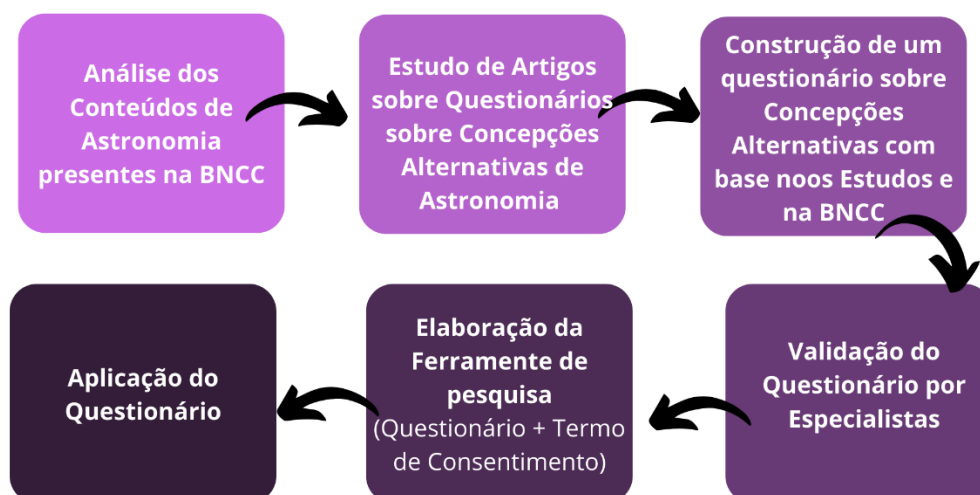 Análise dos
Conteúdos de
Astronomia
presentes na BNCC
Estudo de Artigos
sobre Questionários
sobre Concepções
Alternativas de
Astronomia
Construção de um
questionário sobre
Concepções
Alternativas com
base noos Estudos e
na BNCC
Validação do
Questionário por
Especialistas
Elaboração da
Ferramente de
pesquisa
(Questionário + Termo
de Consentimento)
Aplicação do
Questionário